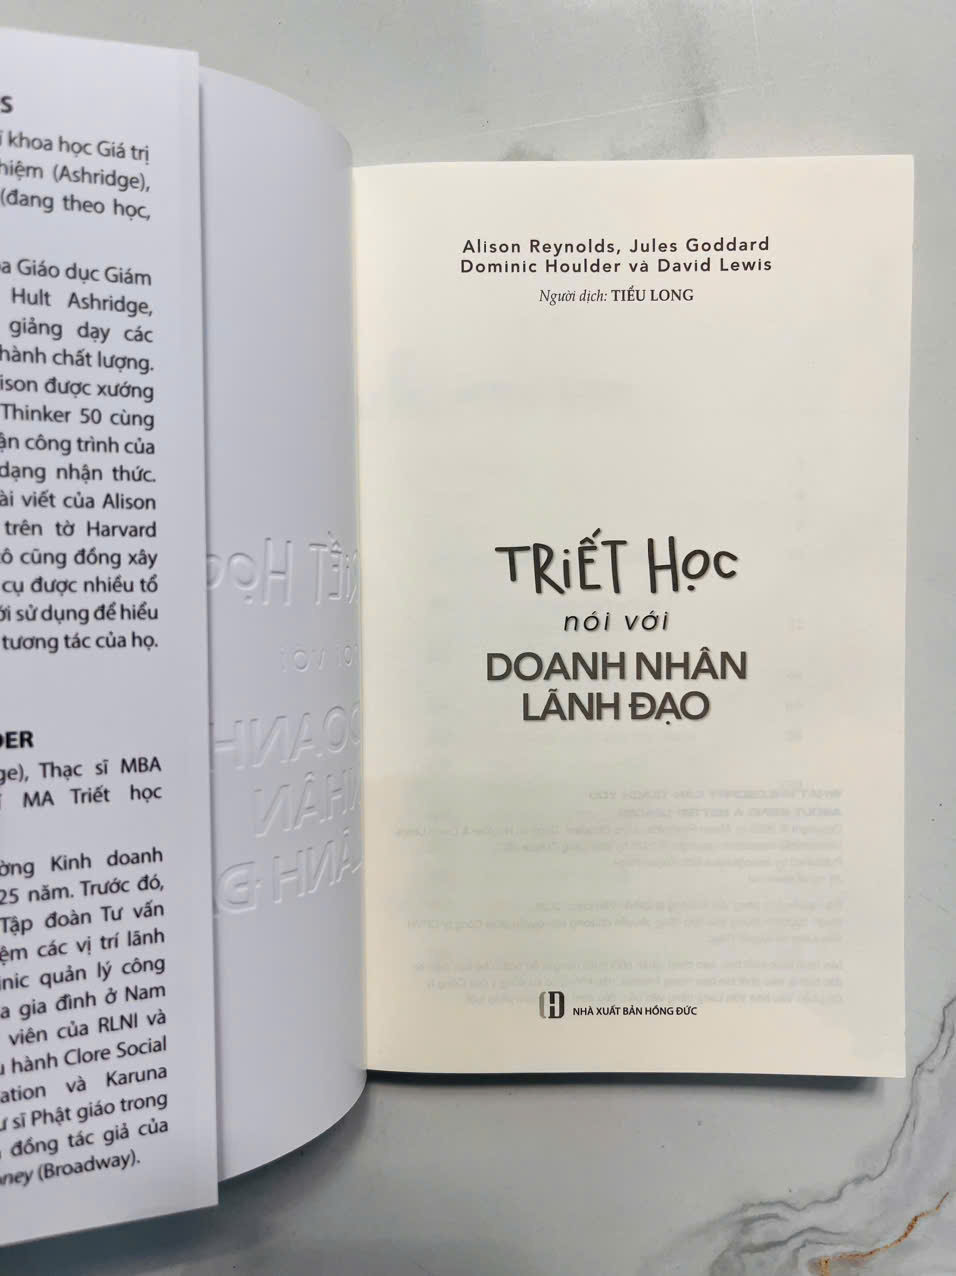 S
ĩ khoa học Giá trị
hiệm (Ashridge),
(đang theo học,
a Giáo dục Giám
Hult Ashridge,
giảng dạy các
hành chất lượng.
ison được xướng
Thinker 50 cùng
ận công trình của
dạng nhận thức.
ài viết của Alison
trên tờ Harvard
ô cũng đồng xây
cụ được nhiều tổ
ới sử dụng để hiểu
tương tác của họ.
DER
ge), Thạc sĩ MBA
MA Triết học
ờng Kinh doanh
25 năm. Trước đó,
Tập đoàn Tư vấn
ệm các vị trí lãnh
inic quản lý công
a gia đình ở Nam
viên của RLNI và
u hành Clore Social
ation và Karuna
ư sĩ Phật giáo trong
đồng tác giả của
oney (Broadway).
Alison Reynolds, Jules Goddard
Dominic Houlder và David Lewis
Người dịch: TIỂU LONG
TRiẾT HọC
nói với
DOANH NHÂN
LÃNH ĐẠO
NHÀ XUẤT BẢN HỒNG ĐỨC